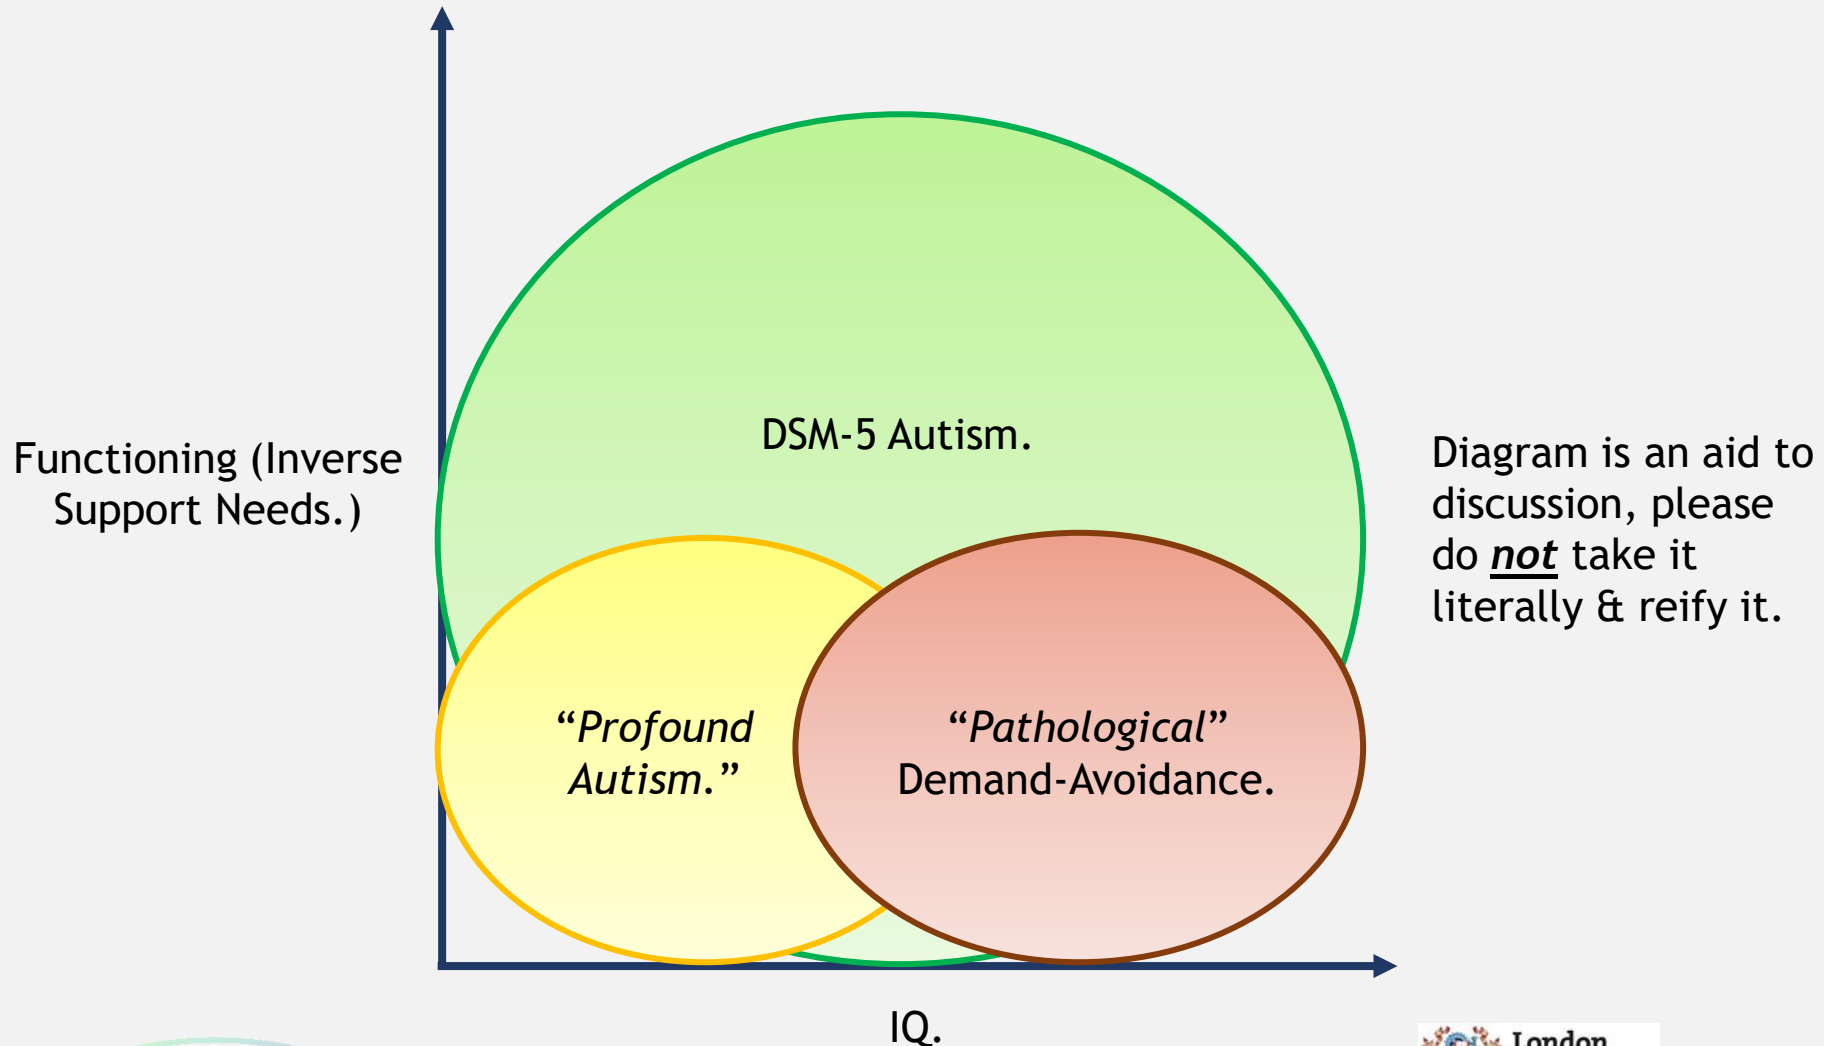 DSM-5 Autism.
Functioning (Inverse
Support Needs.)
Diagram is an aid to
discussion, please
do not take it
literally & reify it.
“Profound
Autism.”
“Pathological”
Demand-Avoidance.
IQ.
London